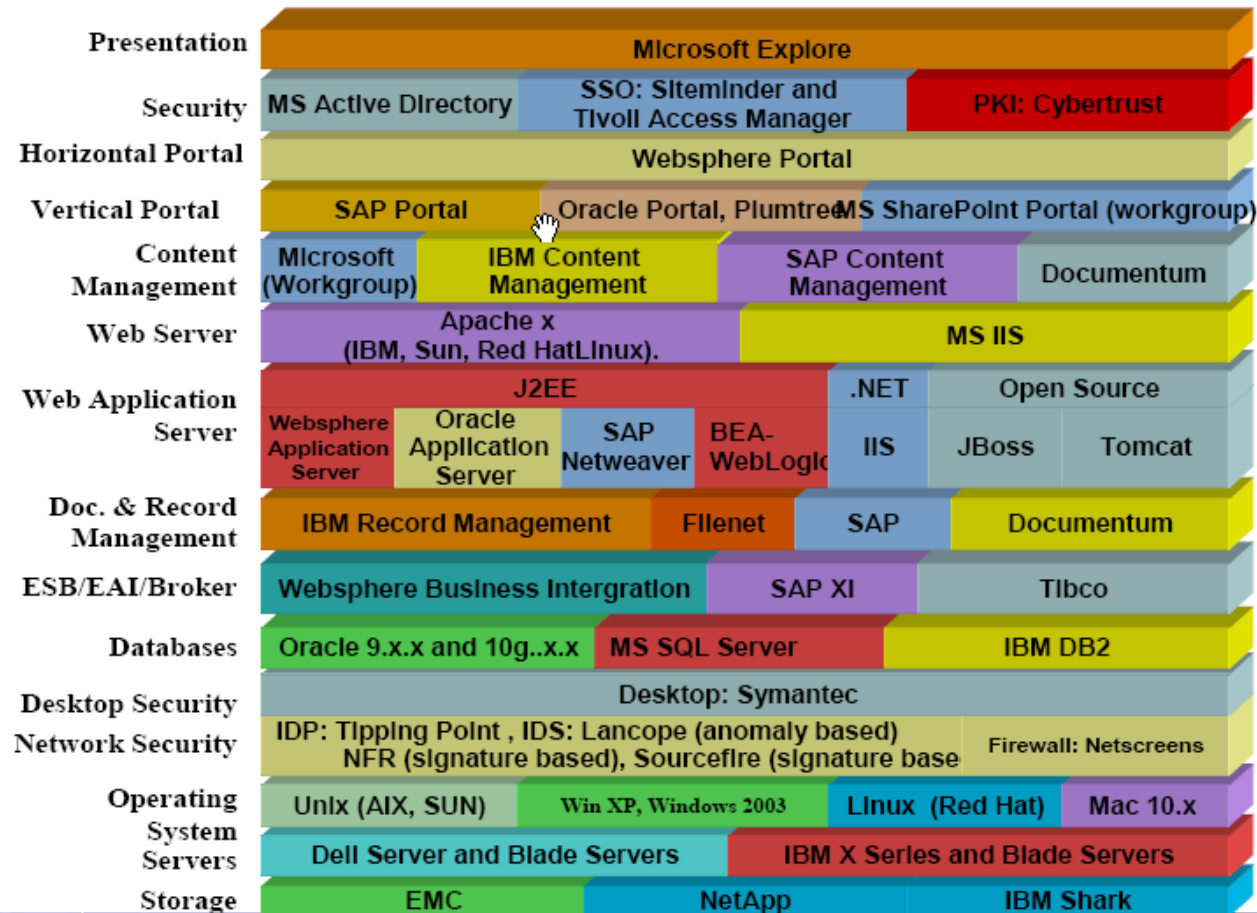 Presentation
MIcrosoft Explore
Security
MS ActIve DIrectory
SSO: SItemInder and
TIvolI Access Manager
PKI: Cybertrust
Horizontal Portal
Websphere Portal
Vertical Portal
SAP Portal
Oracle Portal, Plumtree
MS SharePoInt Portal (workgroup)
Content
Management
MIcrosoft
(Workgroup)
IBM Content
Management
SAP Content
Management
Documentum
Web Server
Apache x
(IBM, Sun, Red HatLInux).
MS IIS
Web Application
Server
J2EE
.NET
Open Source
Websphere
Application
Server
Oracle
ApplIcatIon
Server
SAP
Netweaver
BEA-
WebLogIc
IIS
JBoss
Tomcat
Doc. & Record
Management
IBM Record Management
FIlenet
SAP
Documentum
ESB/EAI/Broker
Websphere BusIness IntergratIon
SAP XI
TIbco
Databases
Oracle 9.x.x and 10g..x.x
MS SQL Server
IBM DB2
Desktop Security
Desktop: Symantec
Network Security
IDP: TIppIng PoInt , IDS: Lancope (anomaly based)
NFR (sIgnature based), SourcefIre (sIgnature base
Firewall: Netscreens
Operating
System
UnIx (AIX, SUN)
Win XP, Windows 2003
LInux (Red Hat)
Mac 10.x
Servers
Dell Server and Blade Servers
IBM X SerIes and Blade Servers
Storage
EMC
NetApp
IBM Shark